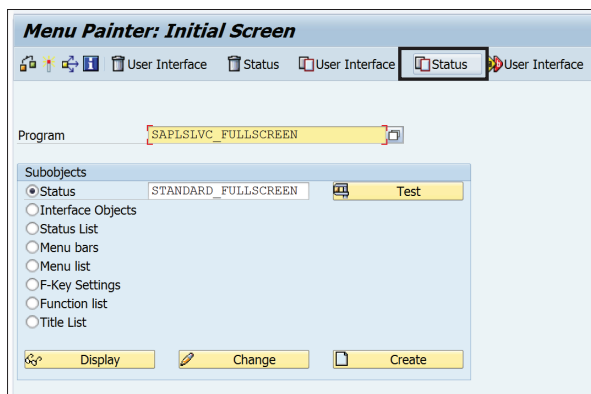 Menu Painter: Initial Screen
User Interface Status User Interface Status User Interface
Program SAPLSLVC_FULLSCREEN
Subobjects
Status STANDARD_FULLSCREEN Test
Interface Objects
Status List
Menu bars
Menu list
F-Key Settings
Function list
Title List
Display Change Create